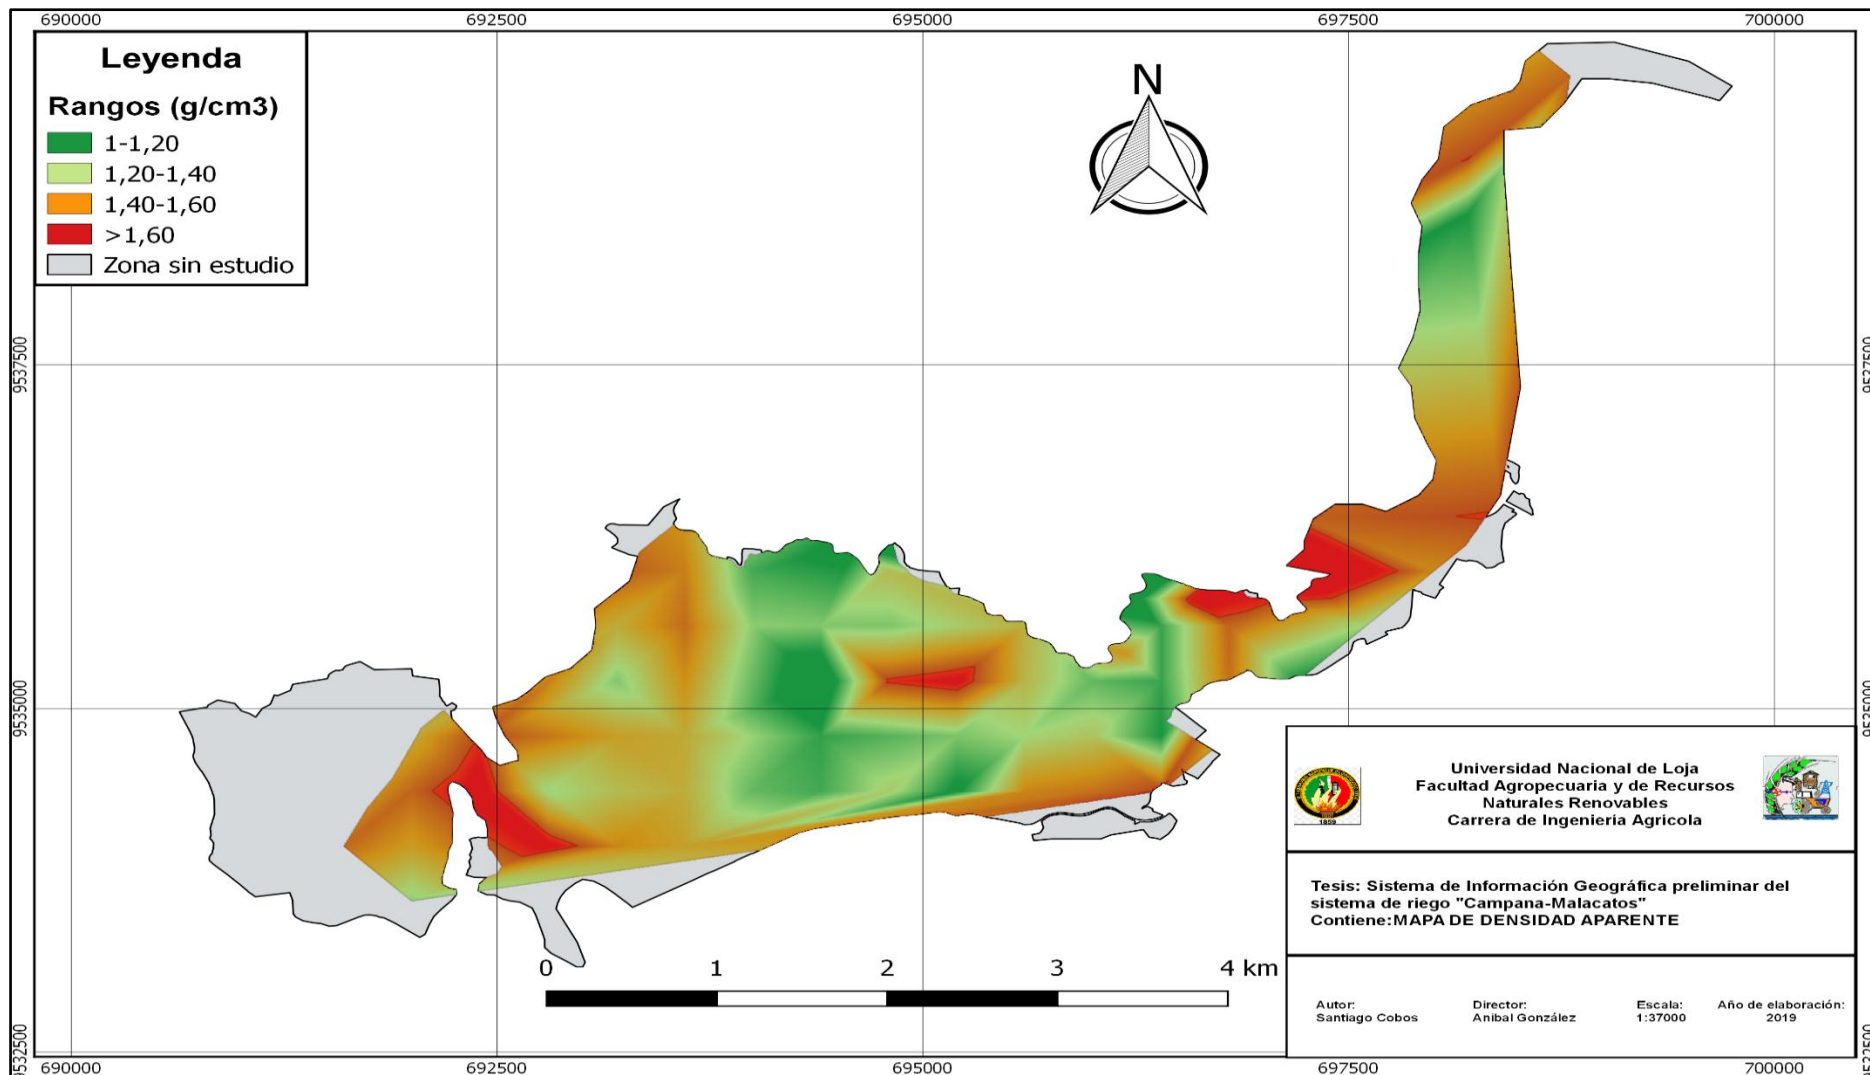 690000
692500
695000
697500
700000
Leyenda
Rangos (g/cm3)
1-1,20
1,20-1,40
1,40-1,60
>1,60
Zona sin estudio
N
9537500
9537500
9535000
9535000
9532500
9532500
0
1
2
3
4 km
1859
Universidad Nacional de Loja
Facultad Agropecuaria y de Recursos
Naturales Renovables
Carrera de Ingeniería Agricola
Tesis: Sistema de Información Geográfica preliminar del
sistema de riego "Campana-Malacatos"
Contiene:MAPA DE DENSIDAD APARENTE
Autor:
Santiago Cobos
Director:
Anibal González
Escala:
1:37000
Año de elaboración:
2019
690000
692500
695000
697500
700000